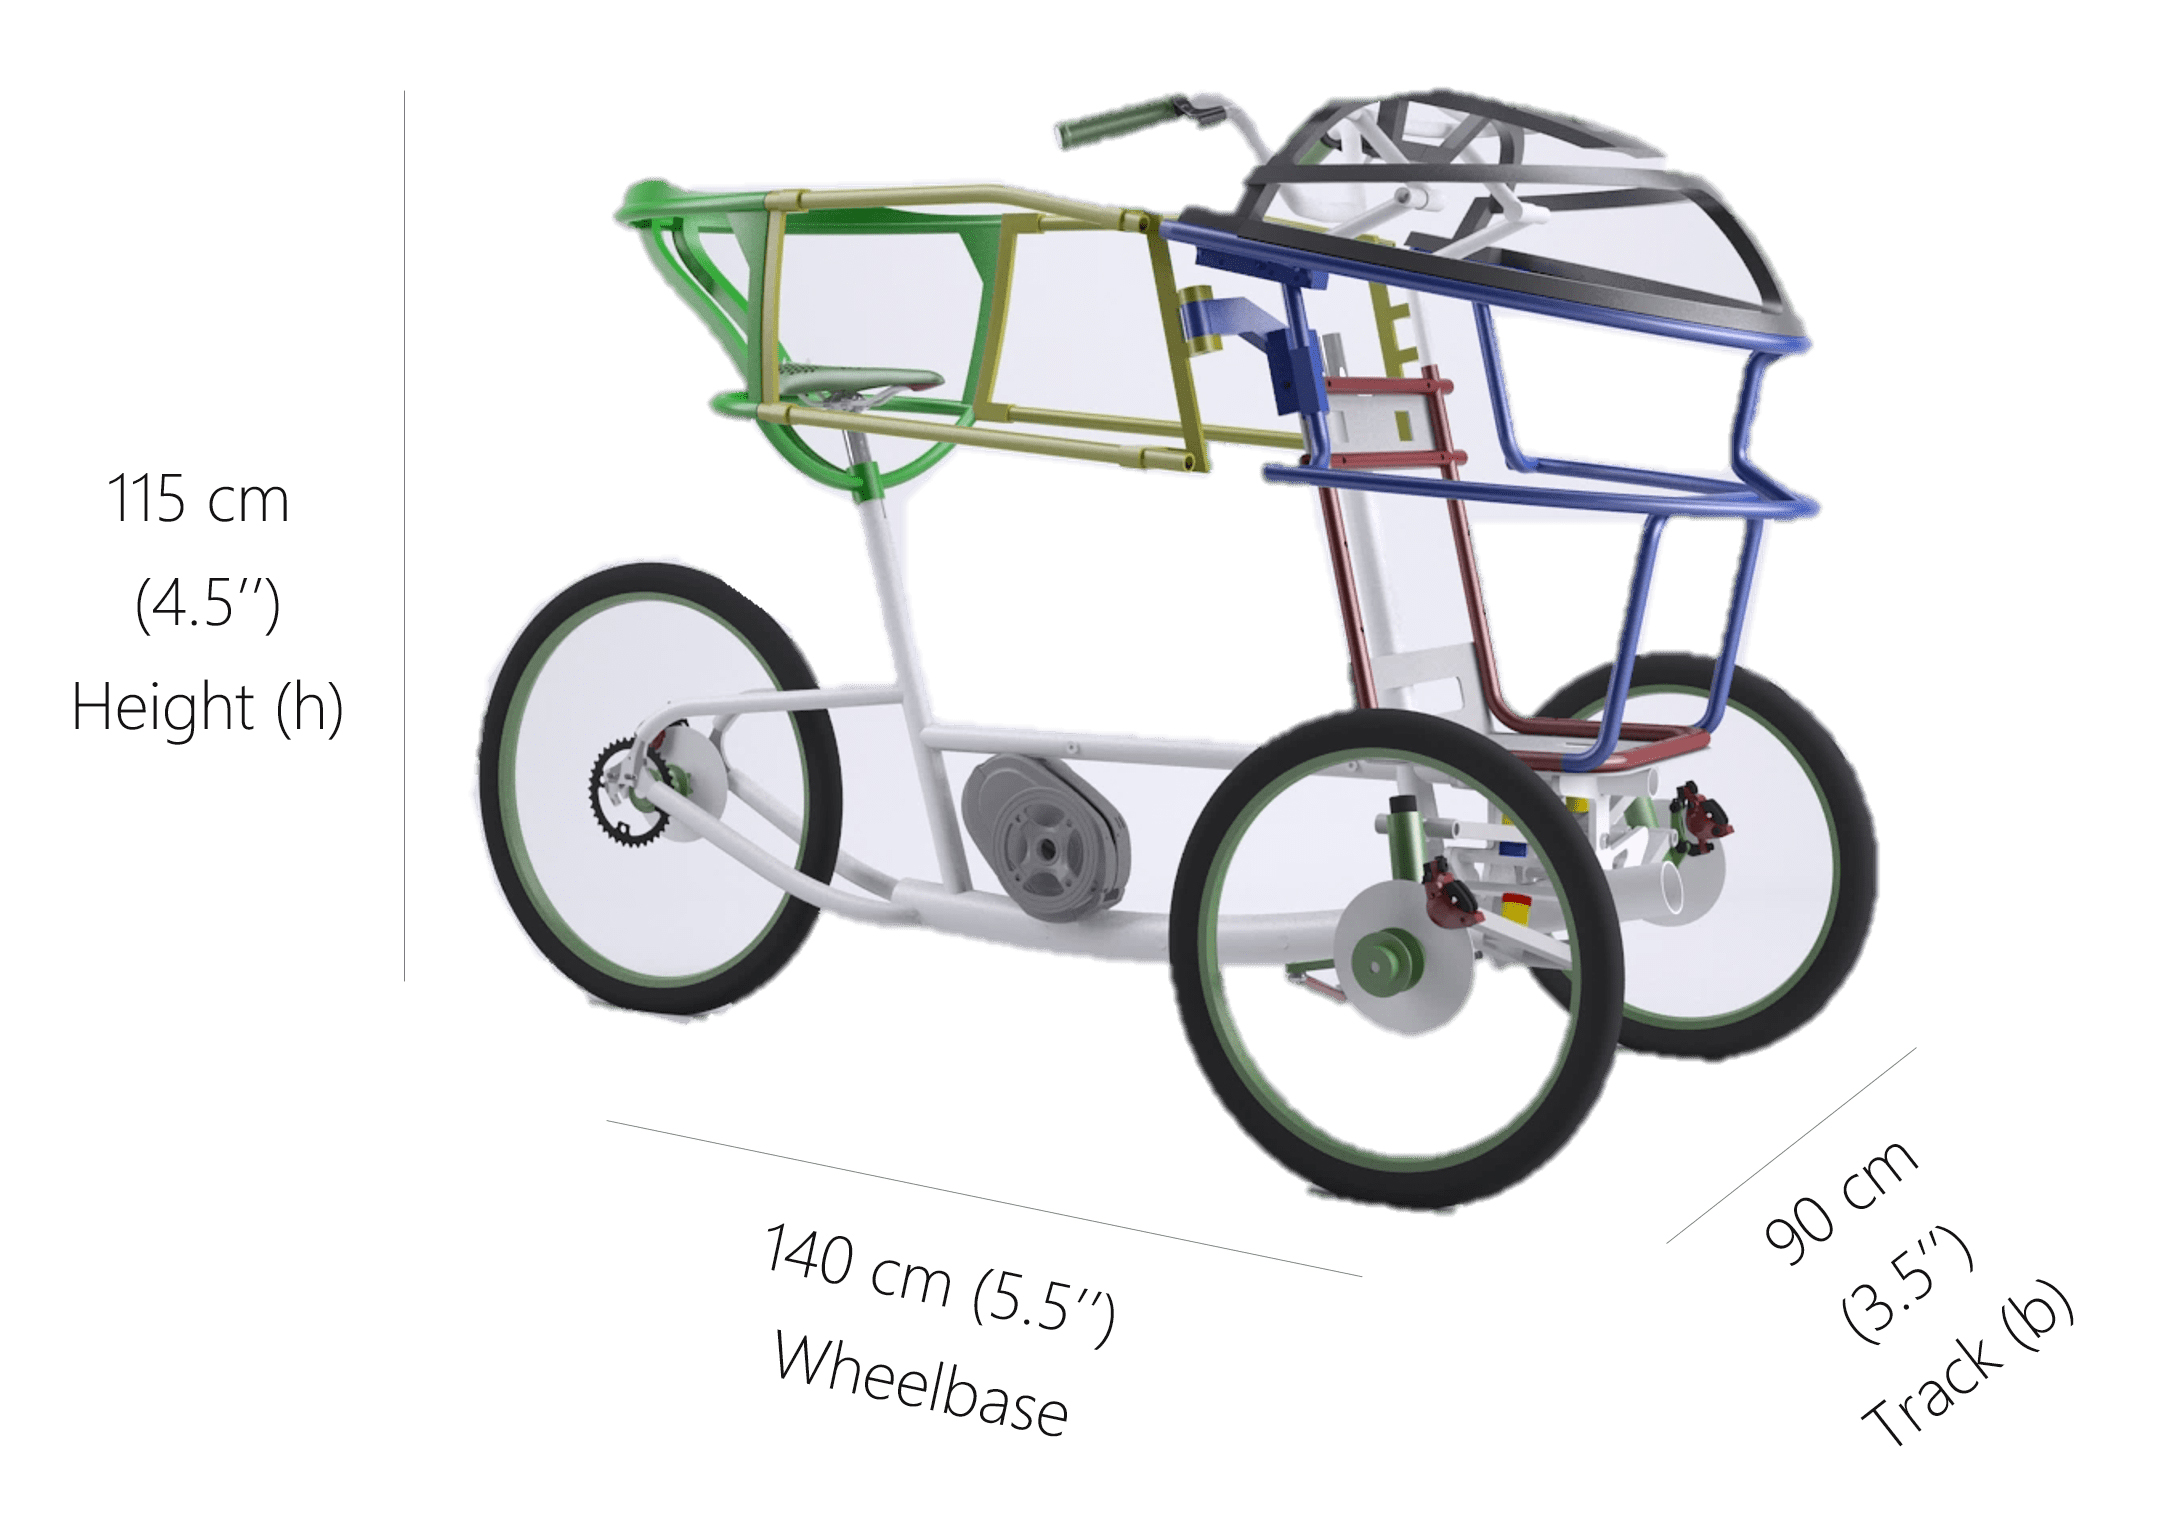 115 cm
(4.5’’)
Height (h)
140 cm (5.5’’)
Wheelbase
90 cm
(3.5’’)
Track (b)